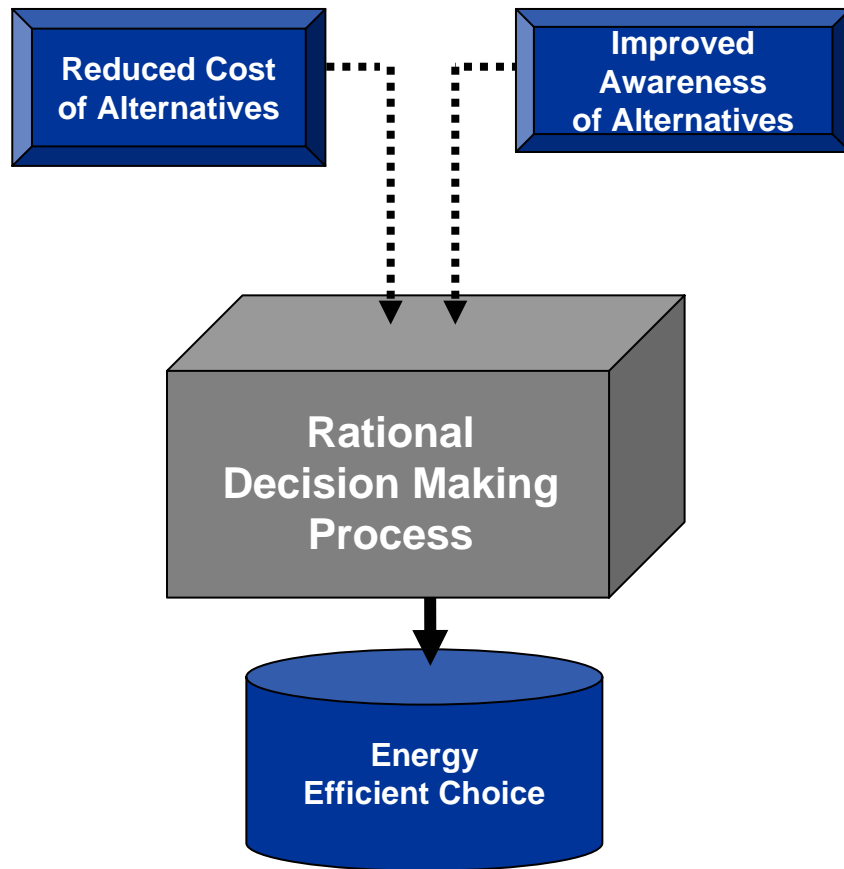 Reduced Cost
of Alternatives
Improved
Awareness
of Alternatives
Rational
Decision Making
Process
Energy
Efficient Choice